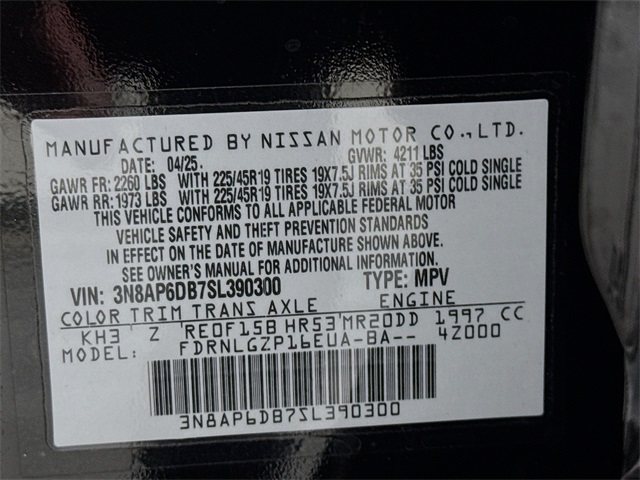 MANUFACTURED BY NISSAN MOTOR CO., LTD.
DATE: 04/25. GVWR: 4211 LBS
GAWR FR: 2260 LBS WITH 225/45R19 TIRES 19X7.5J RIMS AT 35 PSI COLD SINGLE
GAWR RR: 1973 LBS WITH 225/45R19 TIRES 19X7.5J RIMS AT 35 PSI COLD SINGLE
THIS VEHICLE CONFORMS TO ALL APPLICABLE FEDERAL MOTOR
VEHICLE SAFETY AND THEFT PREVENTION STANDARDS
IN EFFECT ON THE DATE OF MANUFACTURE SHOWN ABOVE.
SEE OWNER'S MANUAL FOR ADDITIONAL INFORMATION.
VIN: 3N8AP6DB7SL390300 TYPE: MPV
COLOR TRIM TRANS AXLE ENGINE
KH3 Z RE0F15B HR53 MR20DD 1997 CC
MODEL: FDRNLGZP16EUA-BA-- 4Z000
3N8AP6DB7SL390300